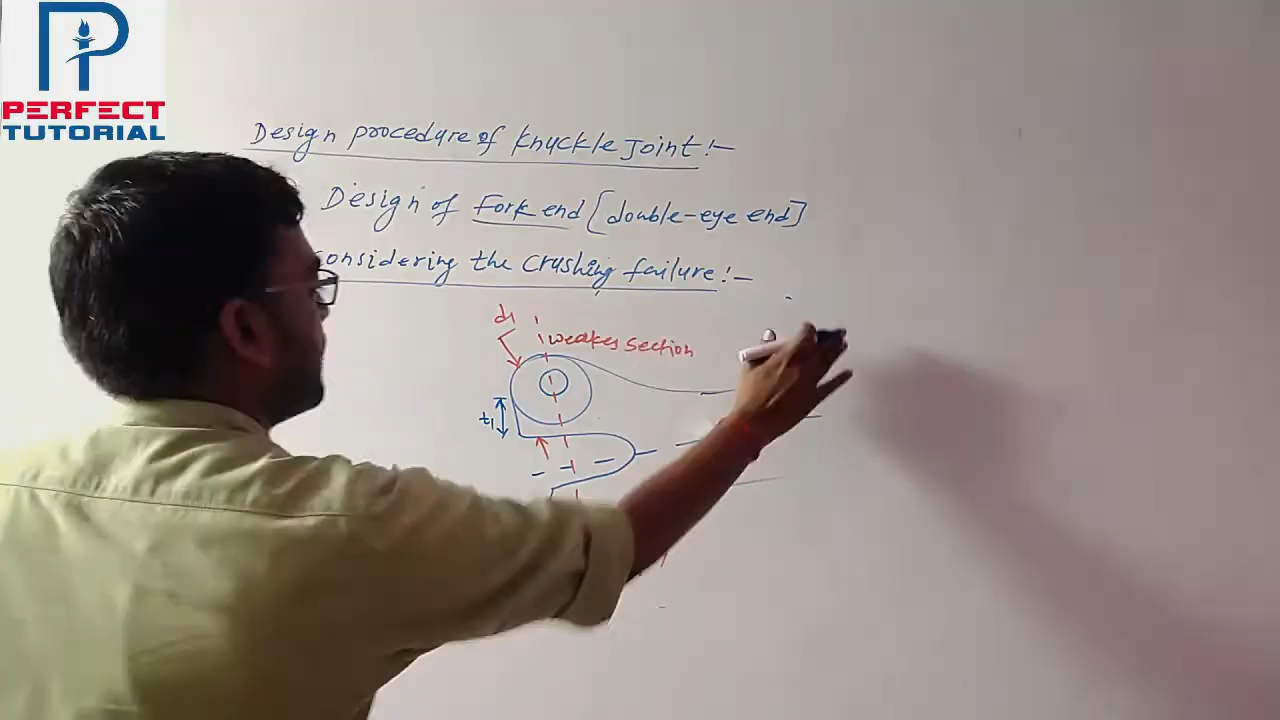 PERFECT
TUTORIAL
Design procedure of Knuckle Joint:-
Design of Fork end [double-eye end]
considering the crushing failure:-
d1
weakes section
t1